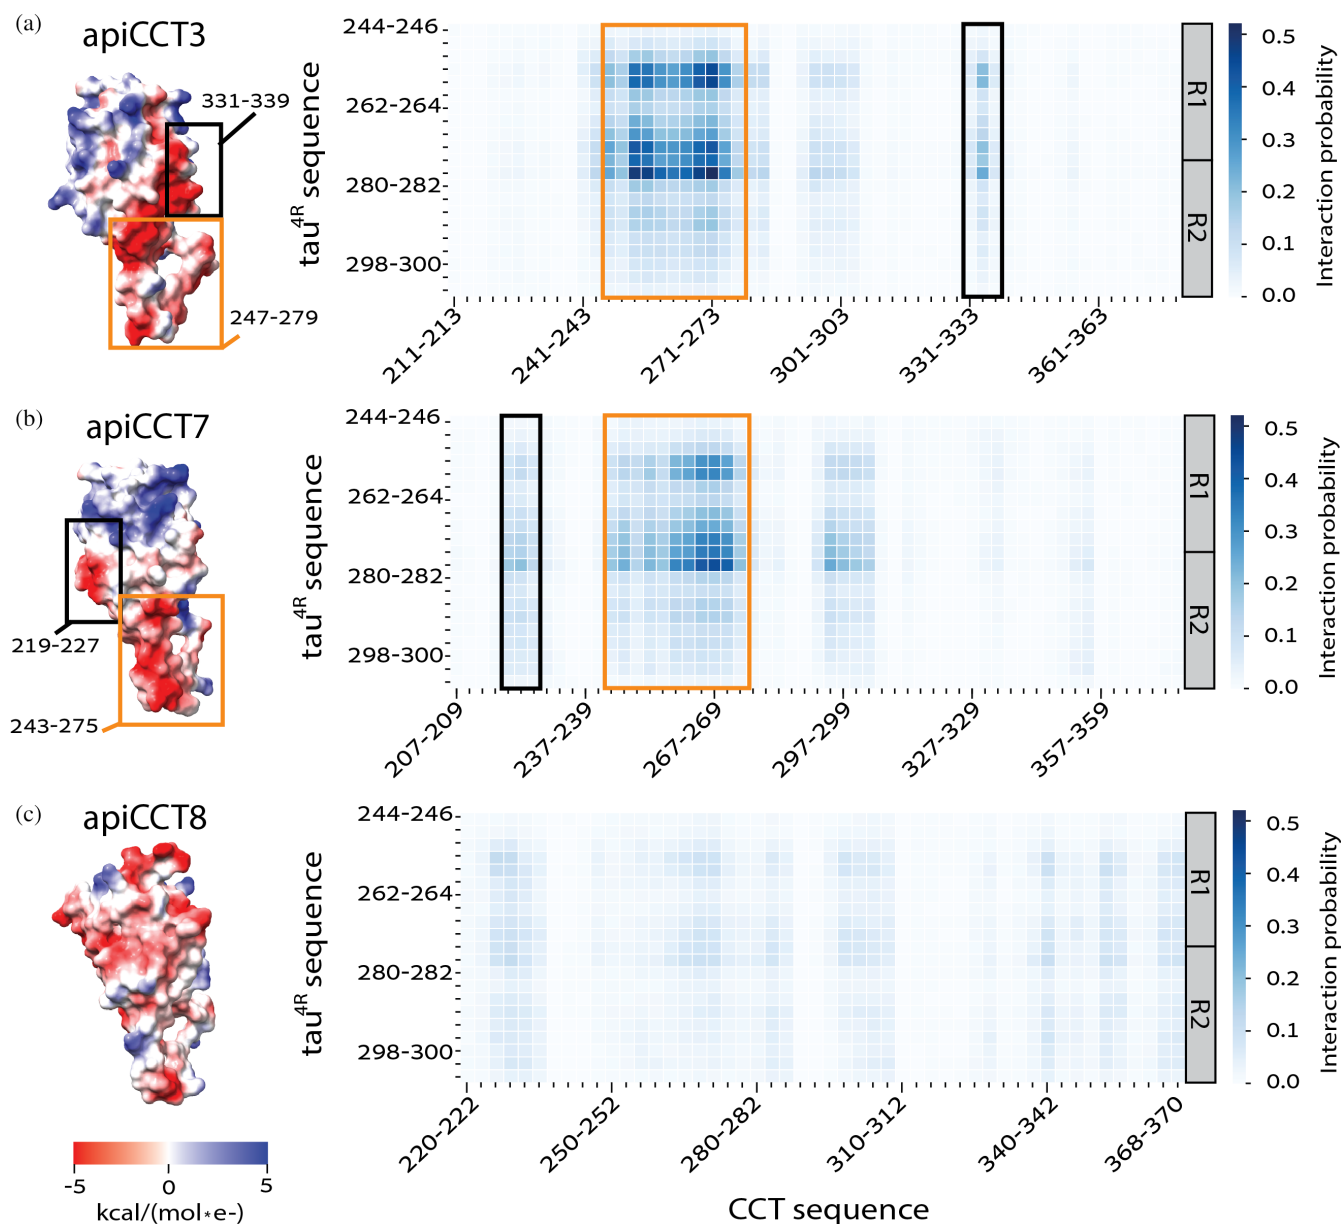 (a)
apiCCT3
331-339
247-279
tau4R sequence
244-246
262-264
280-282
298-300
211-213
241-243
271-273
301-303
331-333
361-363
R1
R2
0.5
0.4
0.3
0.2
0.1
0.0
Interaction probability
(b)
apiCCT7
219-227
243-275
tau4R sequence
244-246
262-264
280-282
298-300
207-209
237-239
267-269
297-299
327-329
357-359
R1
R2
0.5
0.4
0.3
0.2
0.1
0.0
Interaction probability
(c)
apiCCT8
tau4R sequence
244-246
262-264
280-282
298-300
220-222
250-252
280-282
310-312
340-342
368-370
R1
R2
0.5
0.4
0.3
0.2
0.1
0.0
Interaction probability
-5
0
5
kcal/(mol*e-)
CCT sequence